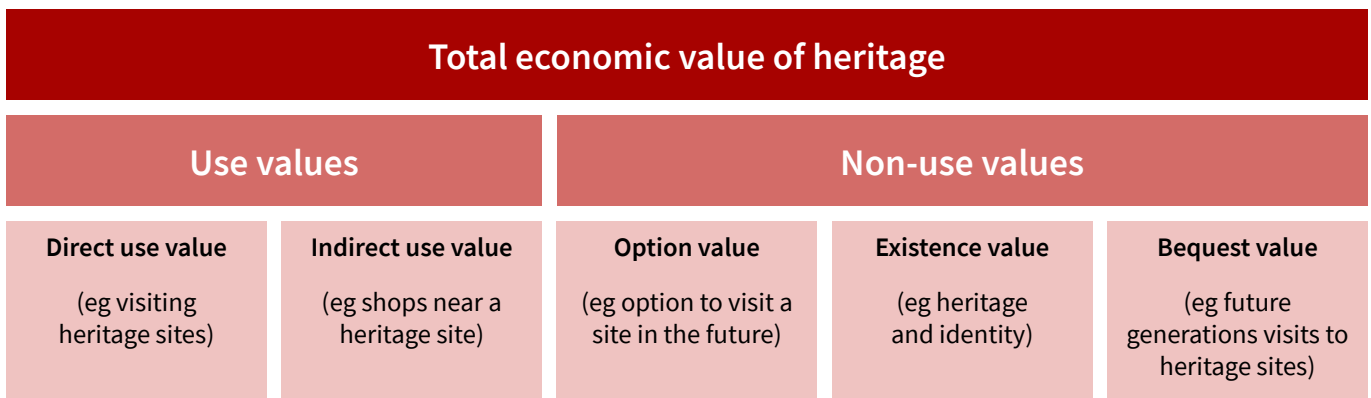 Total economic value of heritage
Use values
Non-use values
Direct use value
(eg visiting
heritage sites)
Indirect use value
(eg shops near a
heritage site)
Option value
(eg option to visit a
site in the future)
Existence value
(eg heritage
and identity)
Bequest value
(eg future
generations visits to
heritage sites)